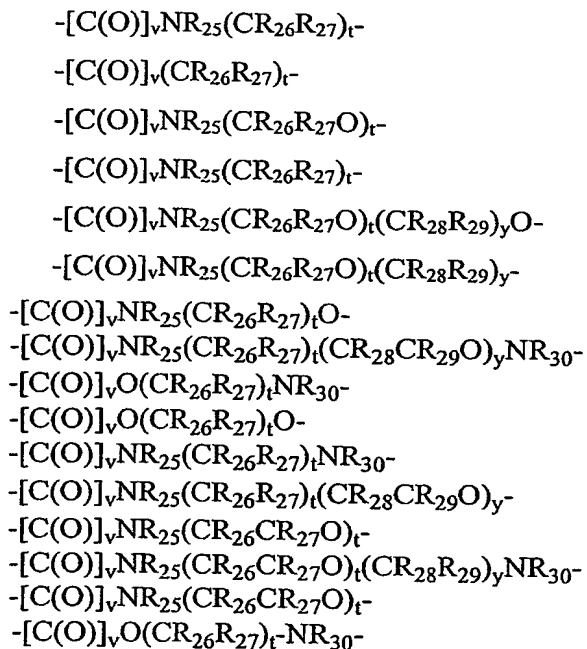 -[C(O)]vNR25(CR26R27)t-
-[C(O)]v(CR26R27)t-
-[C(O)]vNR25(CR26R27O)t-
-[C(O)]vNR25(CR26R27)t-
-[C(O)]vNR25(CR26R27O)t(CR28R29)yO-
-[C(O)]vNR25(CR26R27O)t(CR28R29)y-
-[C(O)]vNR25(CR26R27)tO-
-[C(O)]vNR25(CR26R27)t(CR28CR29O)yNR30-
-[C(O)]vO(CR26R27)tNR30-
-[C(O)]vO(CR26R27)tO-
-[C(O)]vNR25(CR26R27)tNR30-
-[C(O)]vNR25(CR26R27)t(CR28CR29O)y-
-[C(O)]vNR25(CR26CR27O)t-
-[C(O)]vNR25(CR26CR27O)t(CR28R29)yNR30-
-[C(O)]vNR25(CR26CR27O)t-
-[C(O)]vO(CR26R27)t-NR30-